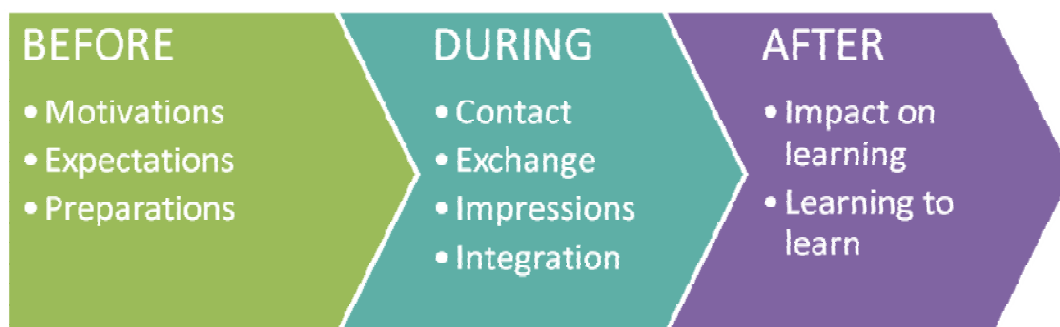 BEFORE
• Motivations
• Expectations
• Preparations
DURING
• Contact
• Exchange
• Impressions
• Integration
AFTER
• Impact on
learning
• Learning to
learn